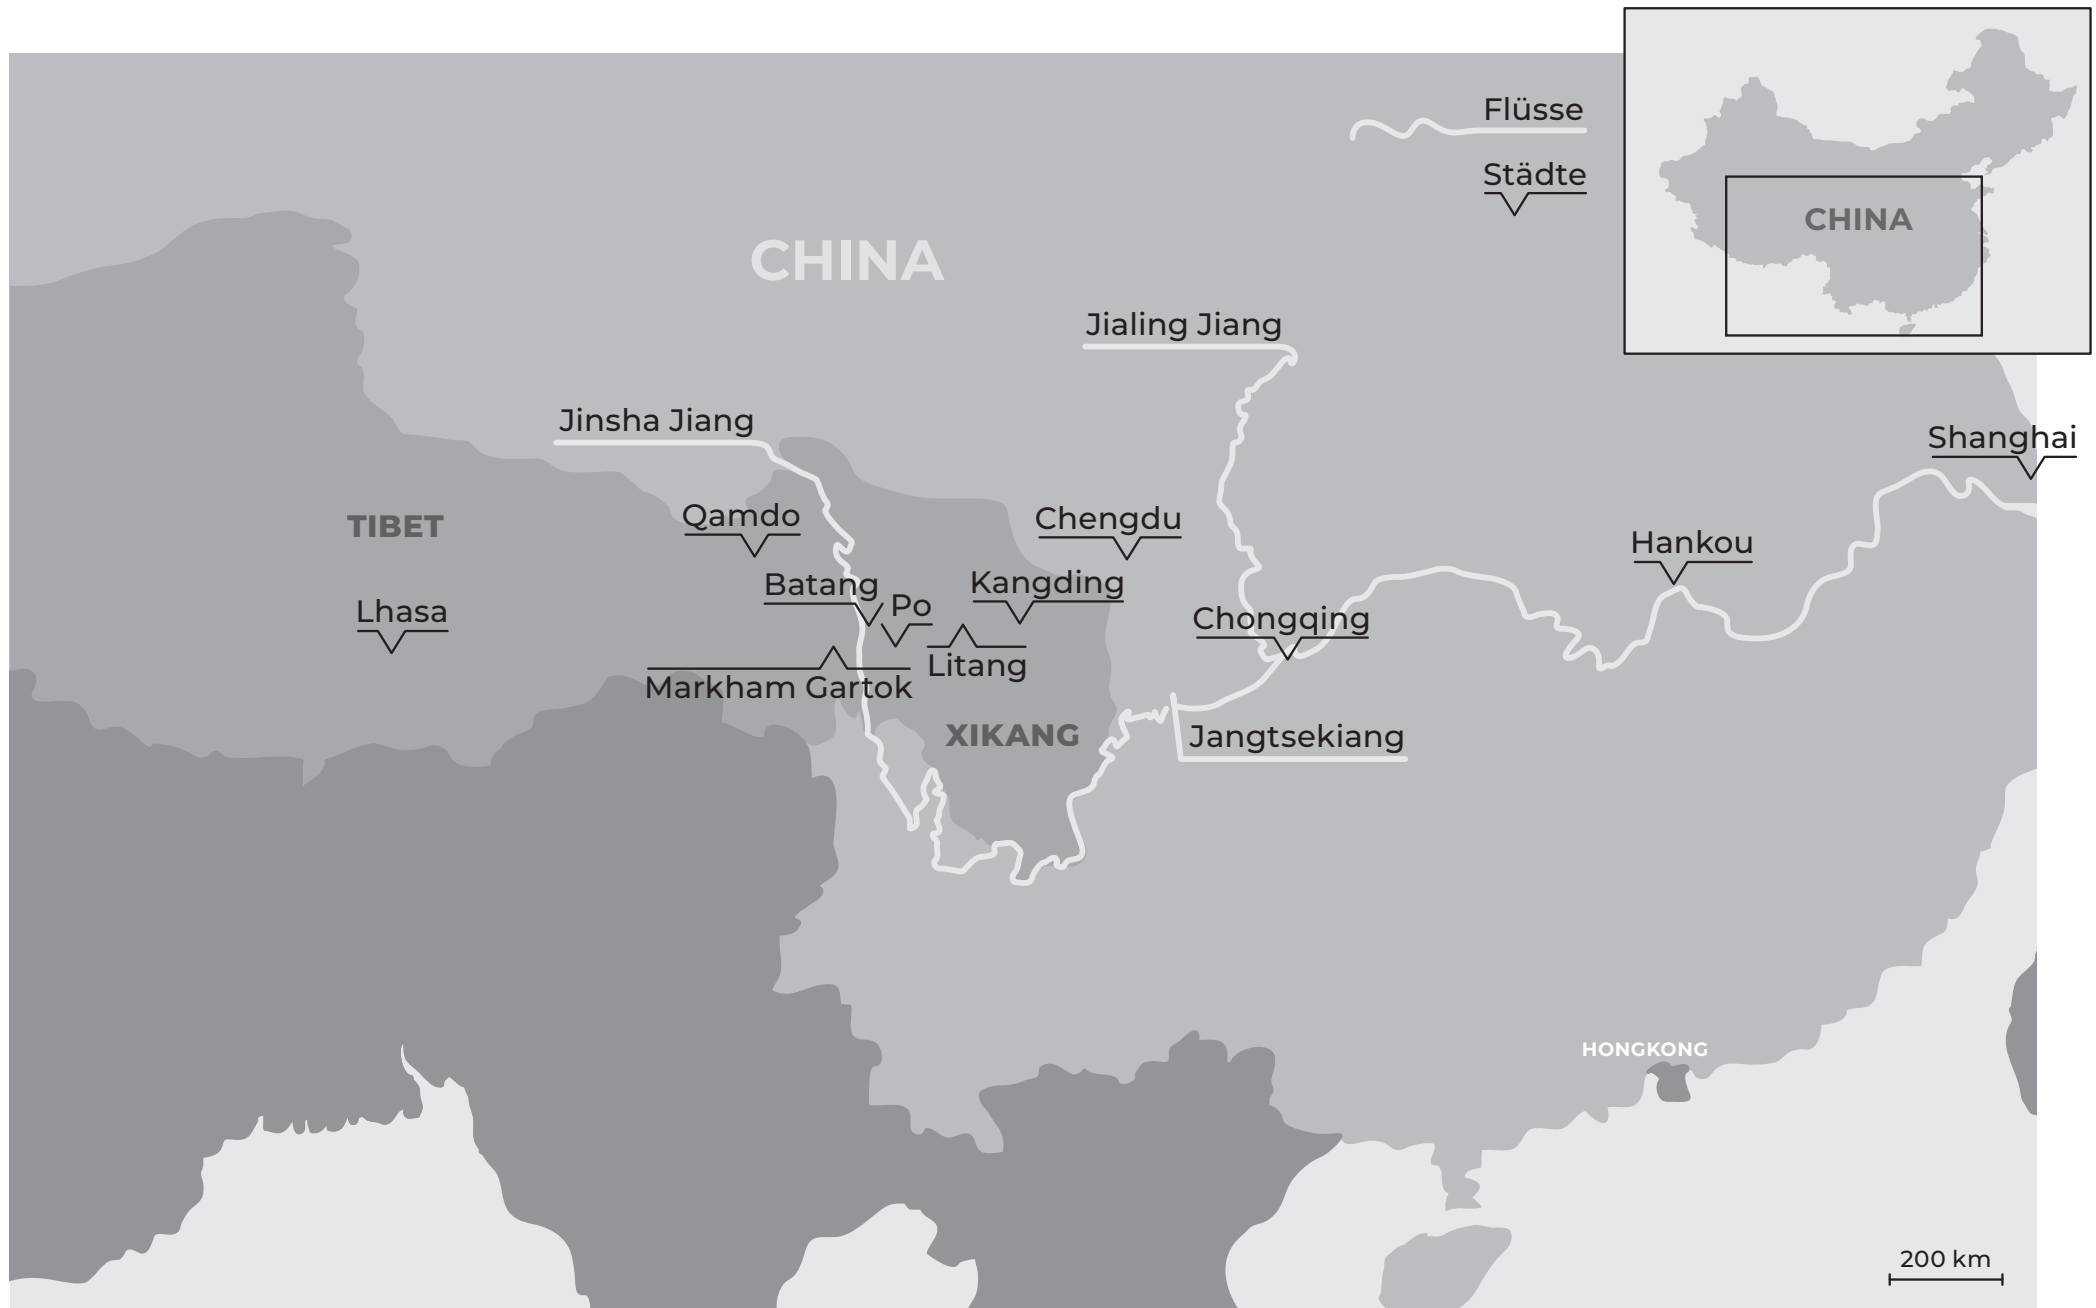 Flüsse
Städte
CHINA
CHINA
Jialing Jiang
Jinsha Jiang
Shanghai
Qamdo
Chengdu
TIBET
Hankou
Batang
Kangding
Po
Lhasa
Chongqing
Litang
Markham Gartok
XIKANG
Jangtsekiang
HONGKONG
200 km